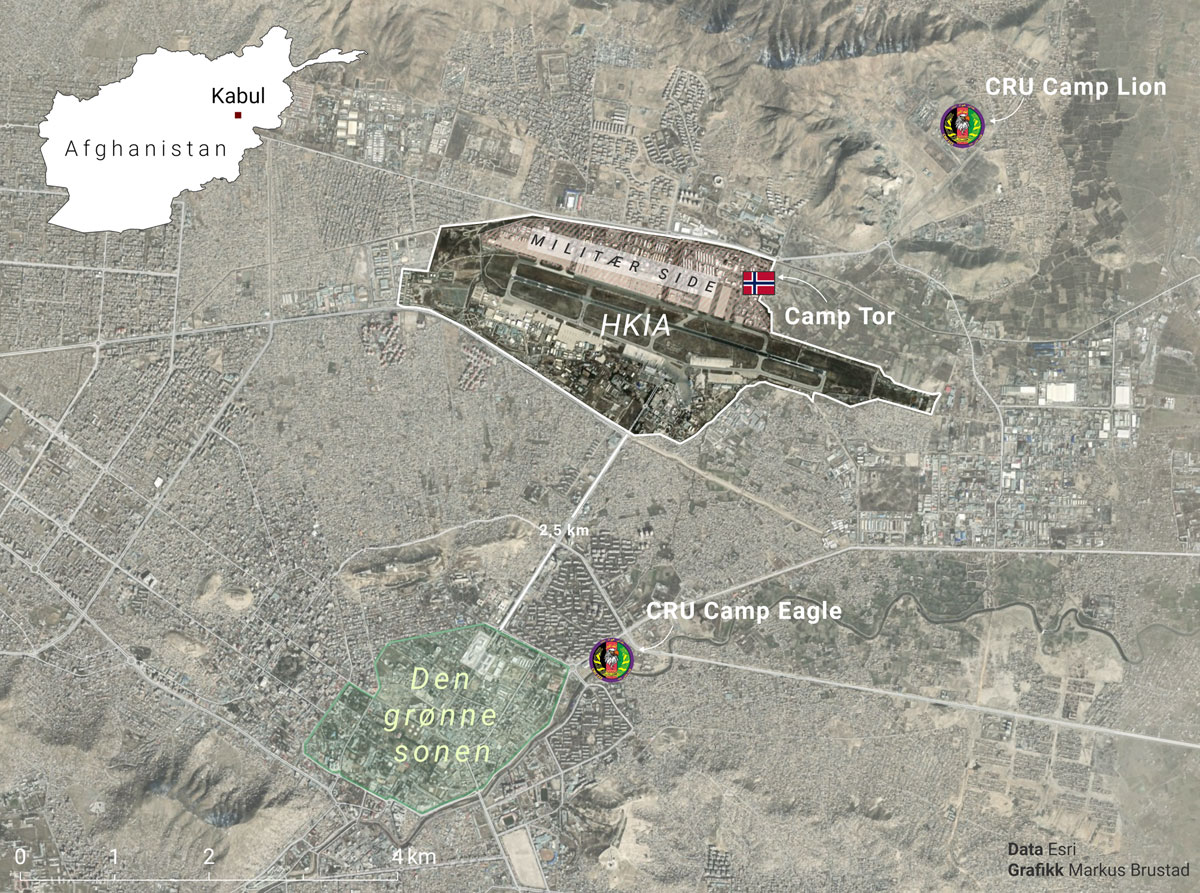 Kabul
Afghanistan
CRU Camp Lion
MILITÆR SIDE
HKIA
Camp Tor
2,5 km
CRU Camp Eagle
Den
grønne
sonen
0 1 2 4 km
Data Esri
Grafikk Markus Brustad